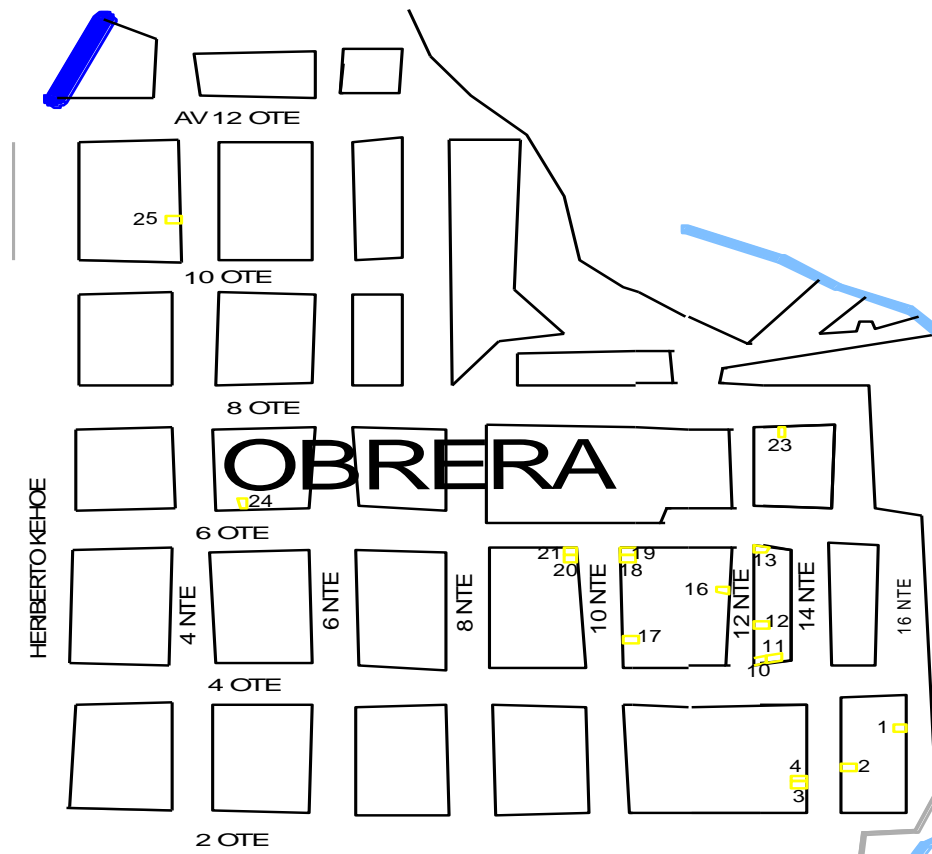 AV 12 OTE
25
10 OTE
8 OTE
OBRERA
23
24
6 OTE
HERIBERTO KEHOE
4 NTE
6 NTE
8 NTE
21
20
10 NTE
19
18
17
16
12 NTE
13
12
11
10
14 NTE
16 NTE
4 OTE
1
2
4
3
2 OTE